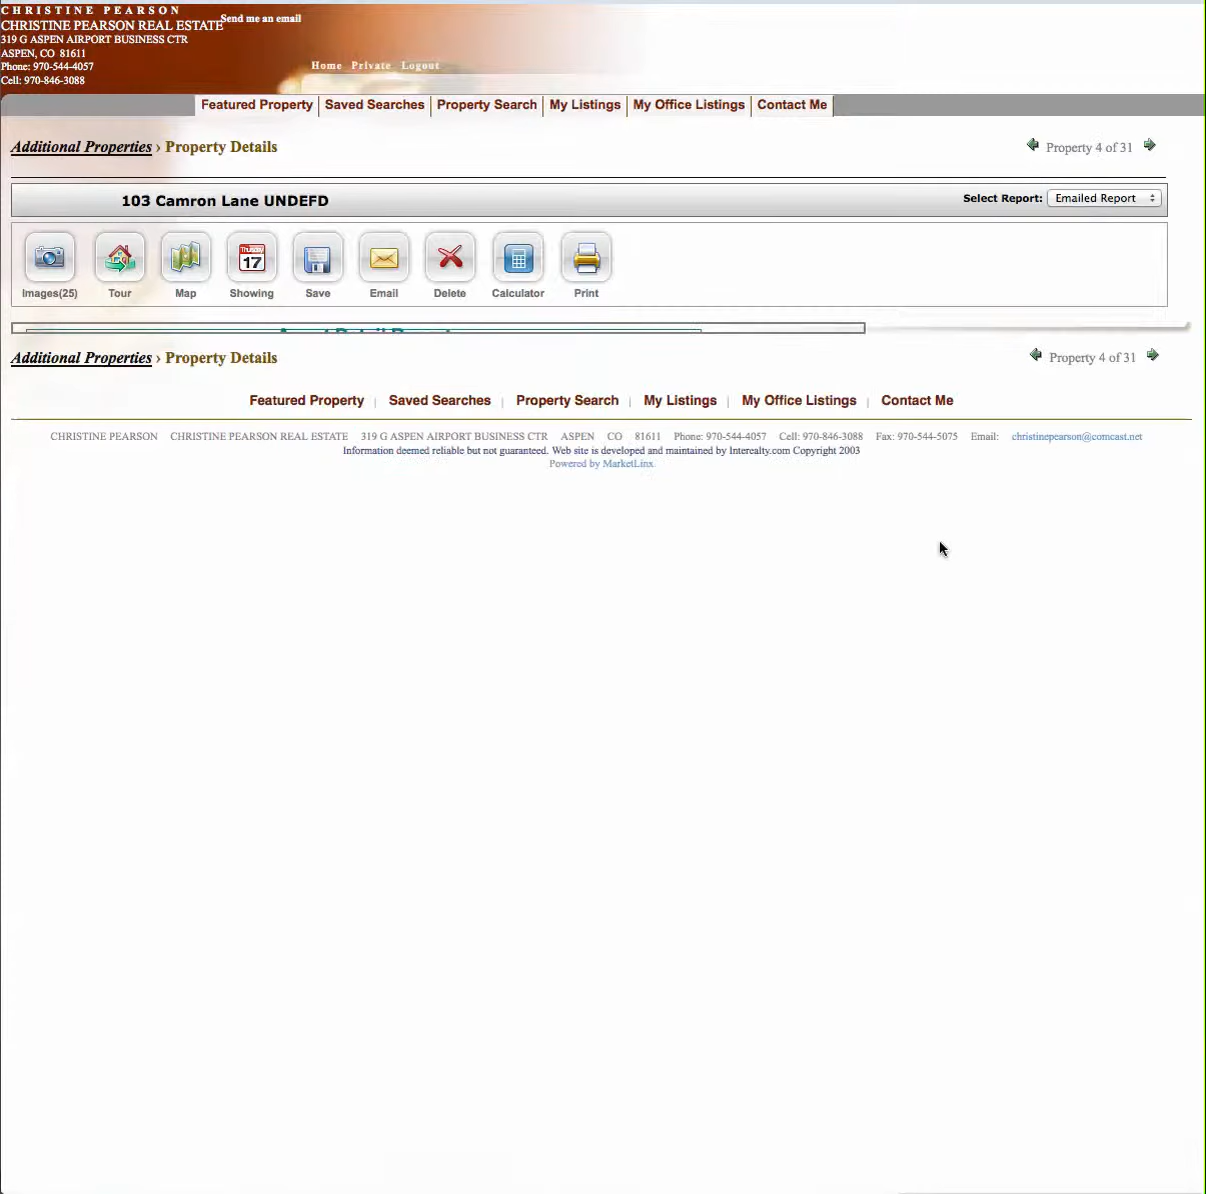 CHRISTINE PEARSON
CHRISTINE PEARSON REAL ESTATE
Send me an email
319 G ASPEN AIRPORT BUSINESS CTR
ASPEN, CO 81611
Phone: 970-544-4057
Cell: 970-846-3088
Home Private Logout
Featured Property Saved Searches Property Search My Listings My Office Listings Contact Me
Additional Properties › Property Details Property 4 of 31
103 Camron Lane UNDEFD Select Report: Emailed Report
Thursday
17
Images(25) Tour Map Showing Save Email Delete Calculator Print
Additional Properties › Property Details Property 4 of 31
Featured Property | Saved Searches | Property Search | My Listings | My Office Listings | Contact Me
CHRISTINE PEARSON CHRISTINE PEARSON REAL ESTATE 319 G ASPEN AIRPORT BUSINESS CTR ASPEN CO 81611 Phone: 970-544-4057 Cell: 970-846-3088 Fax: 970-544-5075 Email: christinepearson@comcast.net
Information deemed reliable but not guaranteed. Web site is developed and maintained by Interealty.com Copyright 2003
Powered by MarketLinx